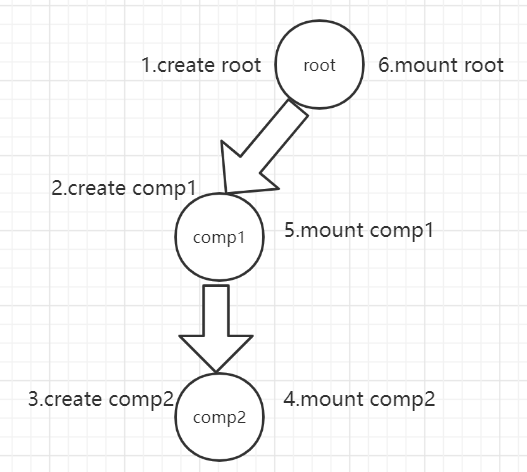 1.create root
root
6.mount root
2.create comp1
comp1
5.mount comp1
3.create comp2
comp2
4.mount comp2